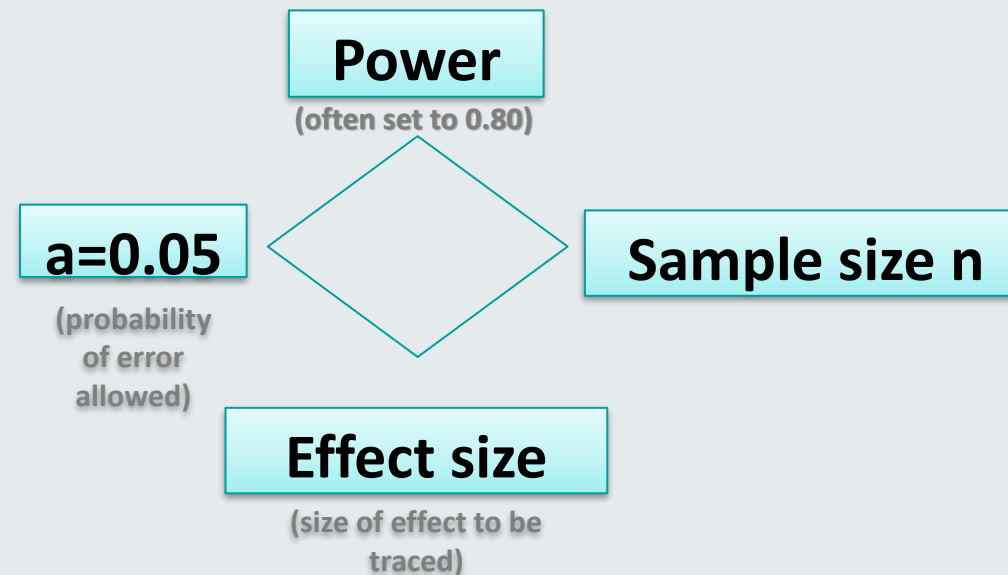 Power
(often set to 0.80)
a=0.05
Sample size n
(probability
of error
allowed)
Effect size
(size of effect to be
traced)